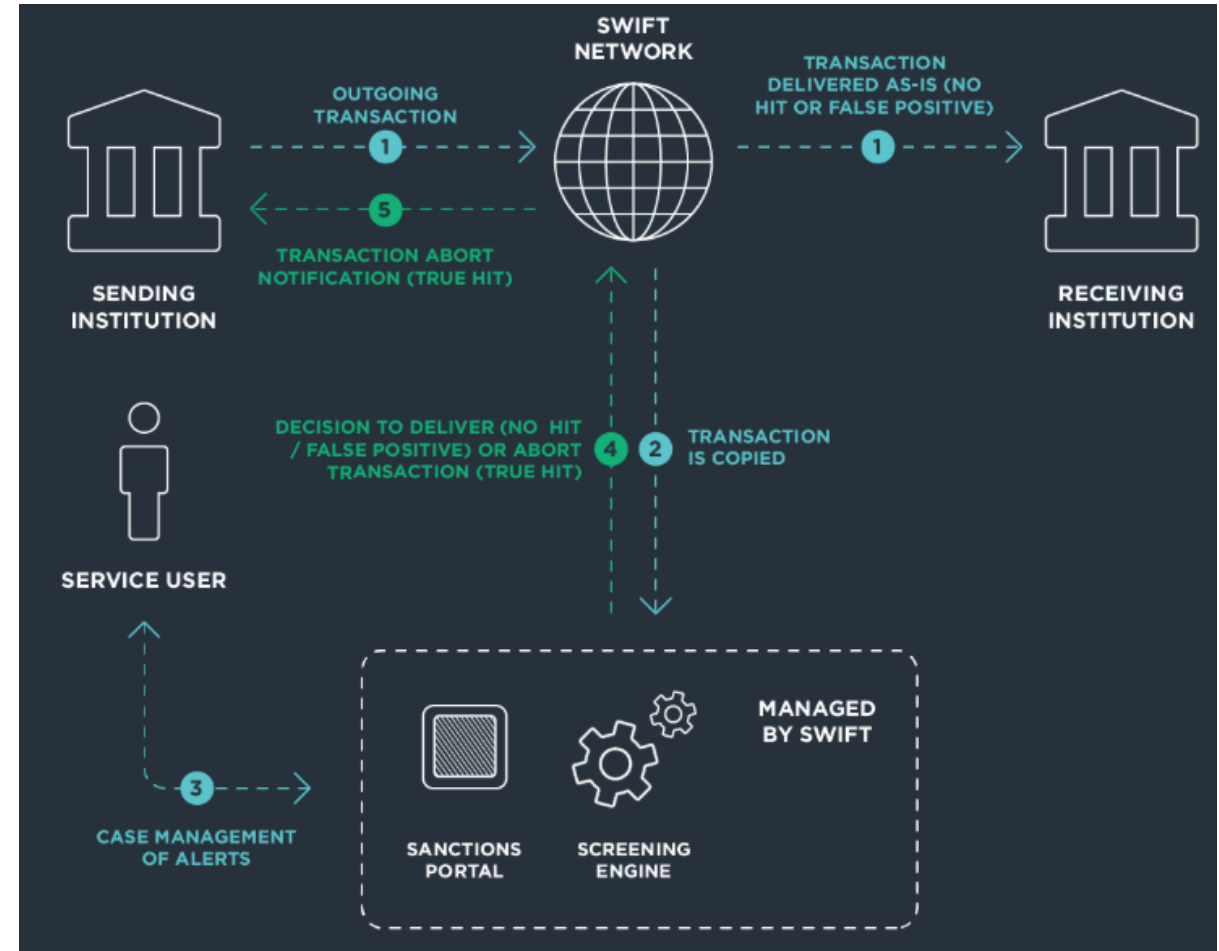 SWIFT
NETWORK
TRANSACTION
DELIVERED AS-IS (NO
HIT OR FALSE POSITIVE)
OUTGOING
TRANSACTION
1
1
5
TRANSACTION ABORT
NOTIFICATION (TRUE HIT)
SENDING
INSTITUTION
RECEIVING
INSTITUTION
DECISION TO DELIVER (NO HIT
/ FALSE POSITIVE) OR ABORT
TRANSACTION (TRUE HIT)
4
2
TRANSACTION
IS COPIED
SERVICE USER
MANAGED
BY SWIFT
3
CASE MANAGEMENT
OF ALERTS
SANCTIONS
PORTAL
SCREENING
ENGINE